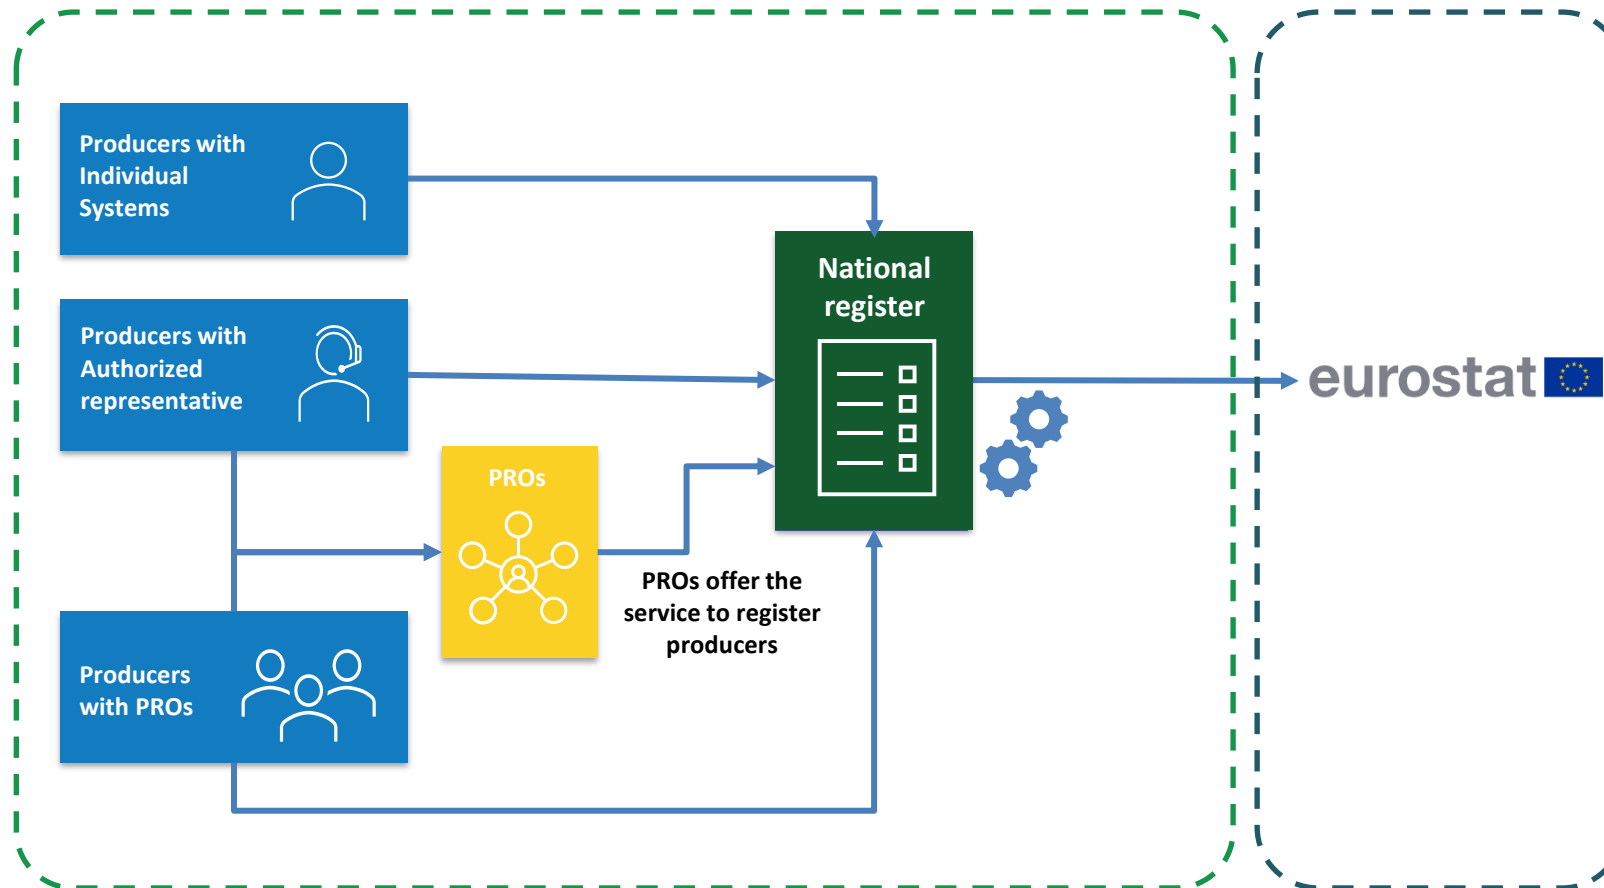 Producers with
Individual
Systems
Producers with
Authorized
representative
PROs
Producers
with PROs
PROs offer the
service to register
producers
National
register
eurostat